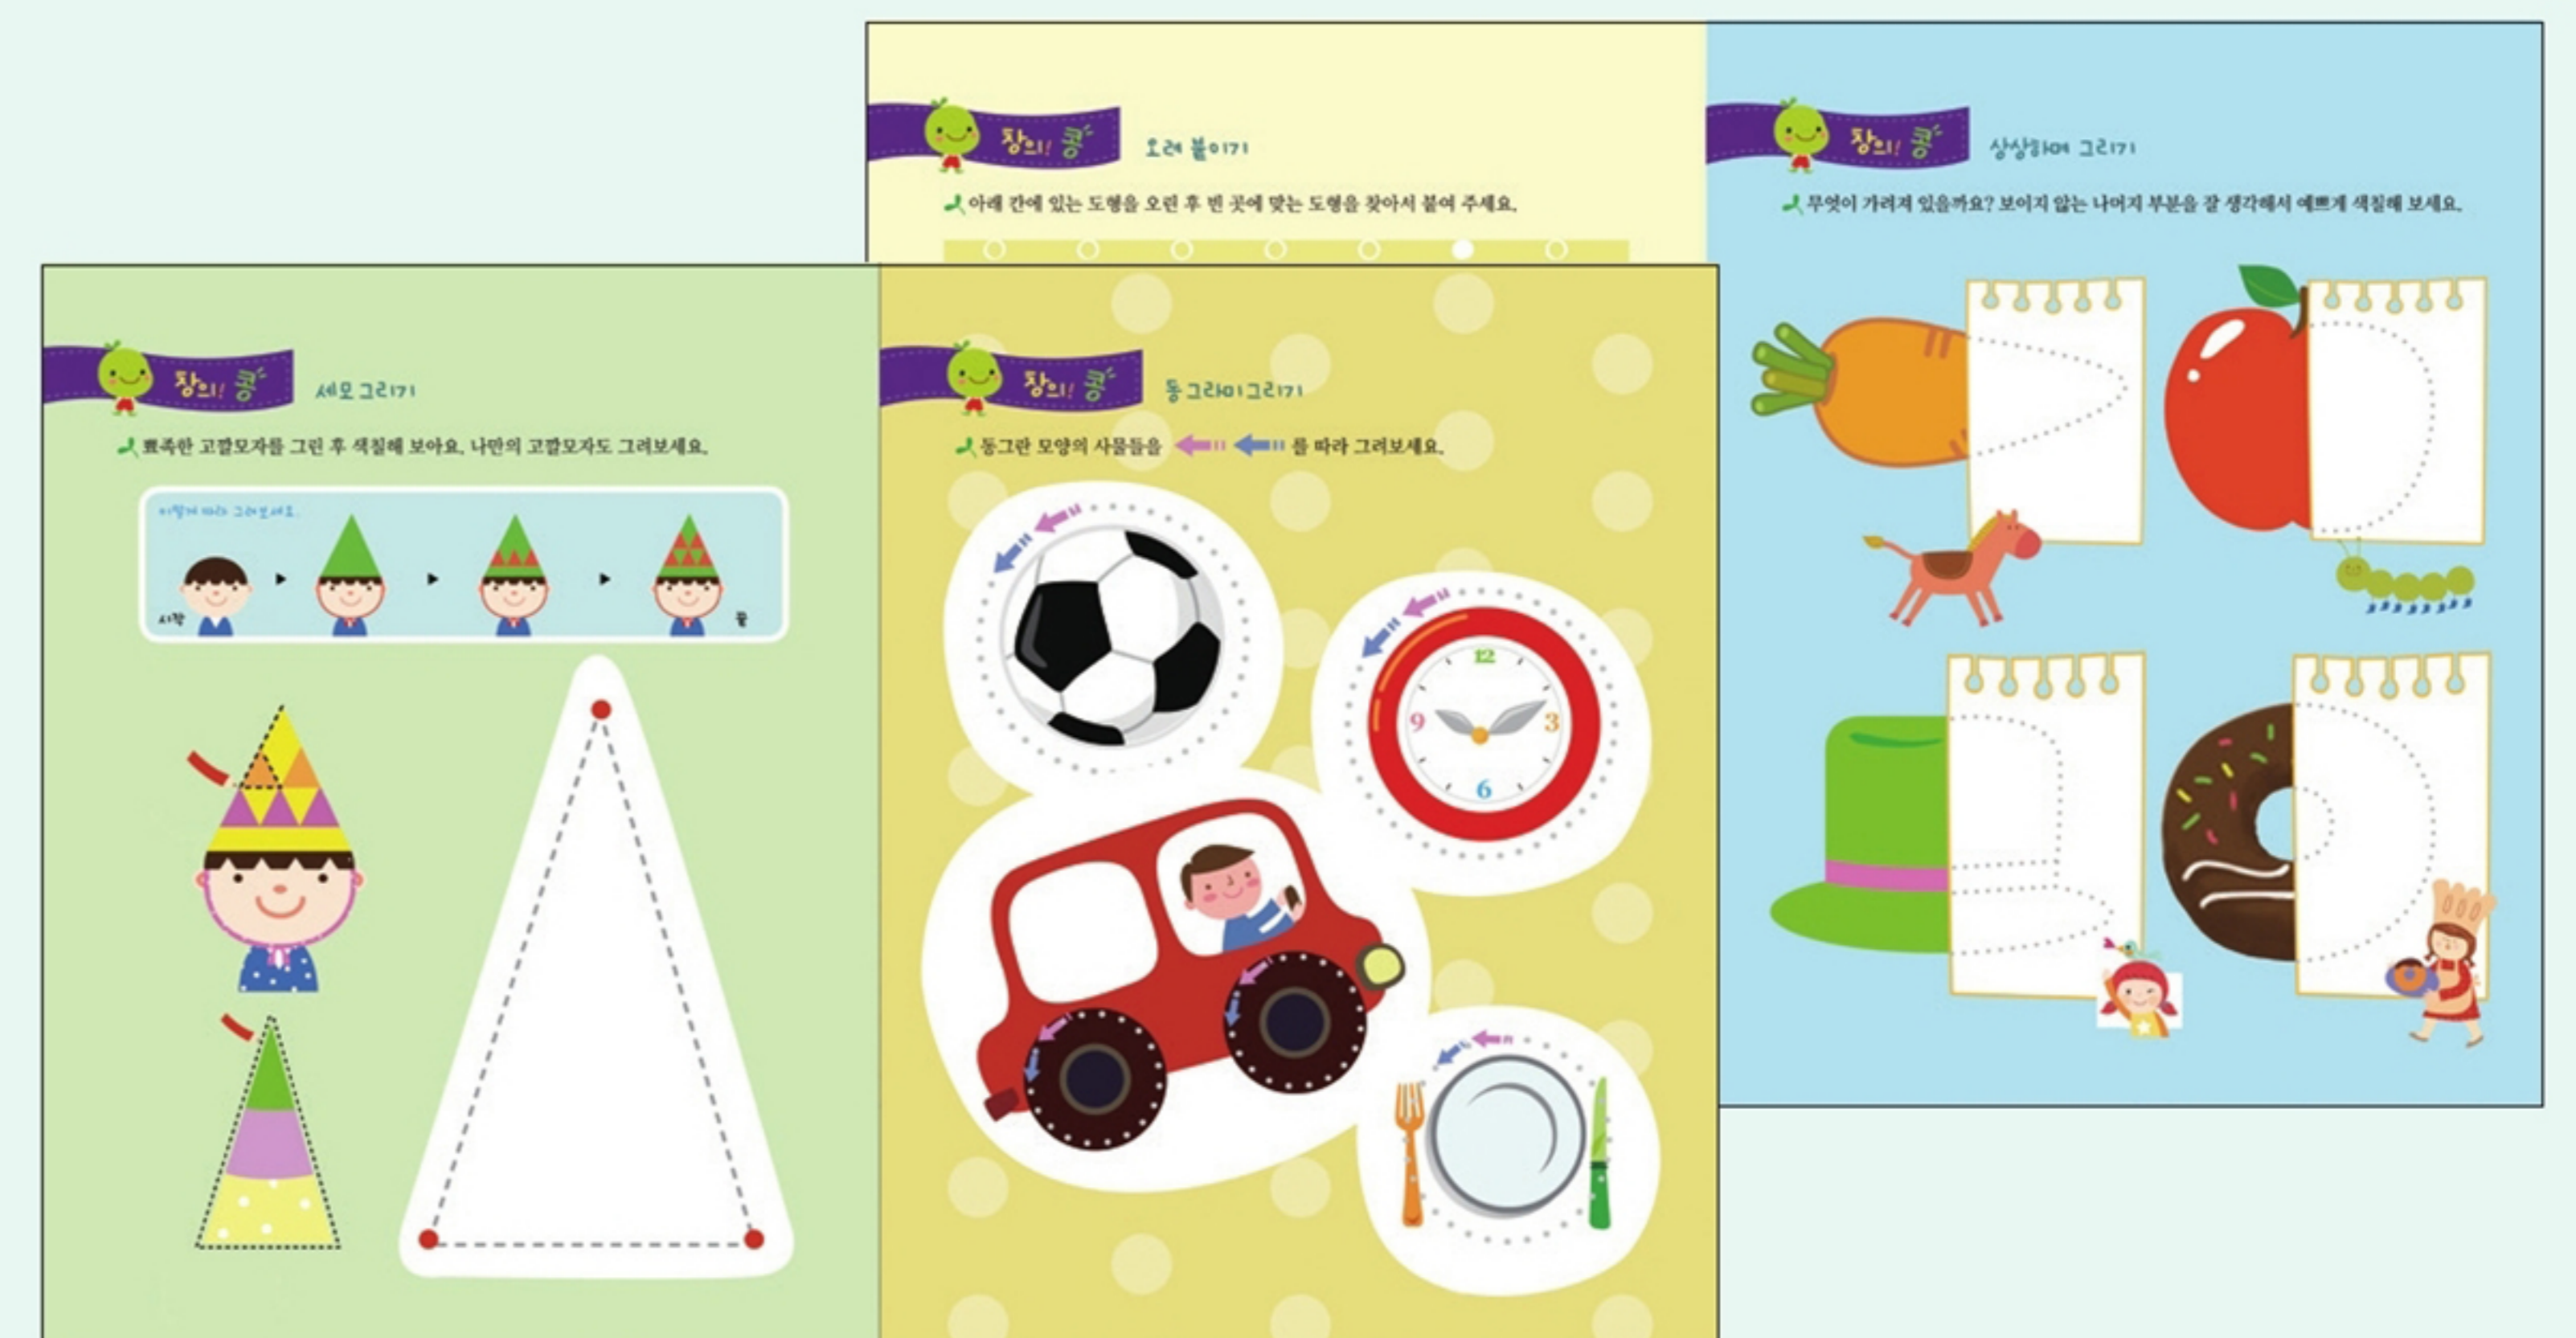 창의! 콩 오려 붙이기
아래 칸에 있는 도형을 오린 후 빈 곳에 맞는 도형을 찾아서 붙여 주세요.
창의! 콩 상상하며 그리기
무엇이 가려져 있을까요? 보이지 않는 나머지 부분을 잘 생각해서 예쁘게 색칠해 보세요.
창의! 콩 세모 그리기
뾰족한 고깔모자를 그린 후 색칠해 보아요. 나만의 고깔모자도 그려보세요.
이렇게 따라 그려보세요.
시작
끝
창의! 콩 동그라미 그리기
동그란 모양의 사물들을 를 따라 그려보세요.
12
9 3
6